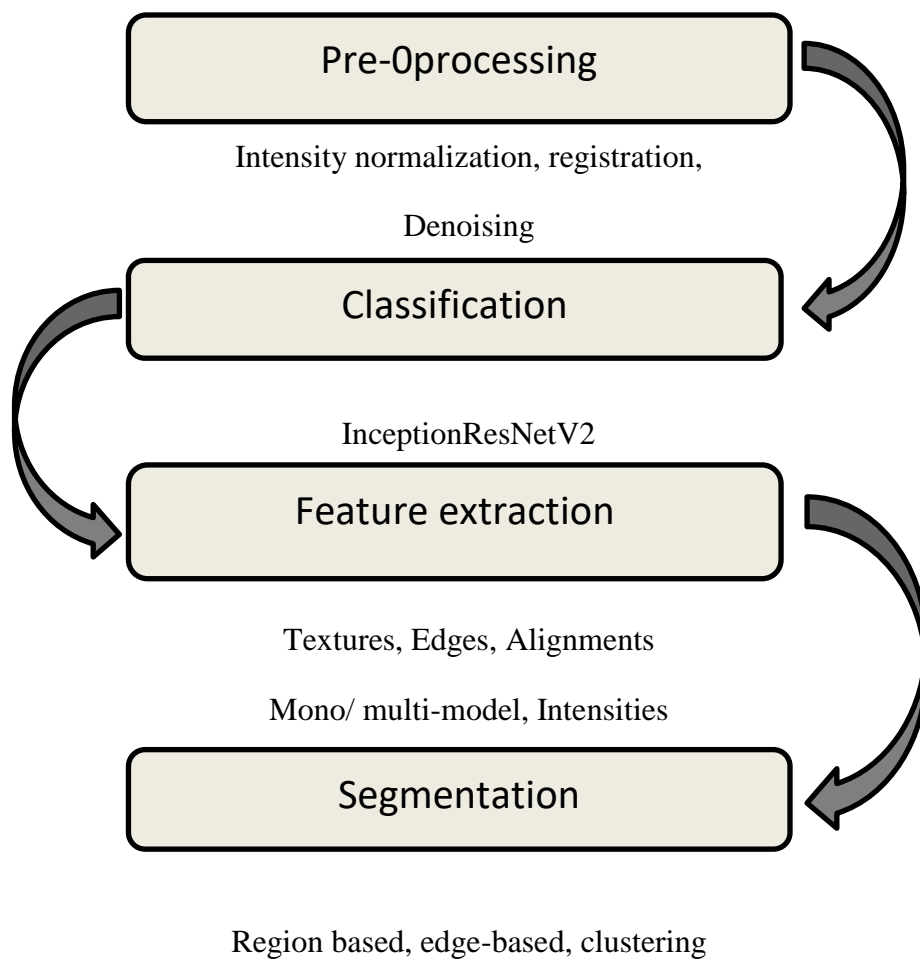 Pre-0processing
Intensity normalization, registration,
Denoising
Classification
InceptionResNetV2
Feature extraction
Textures, Edges, Alignments
Mono/ multi-model, Intensities
Segmentation
Region based, edge-based, clustering